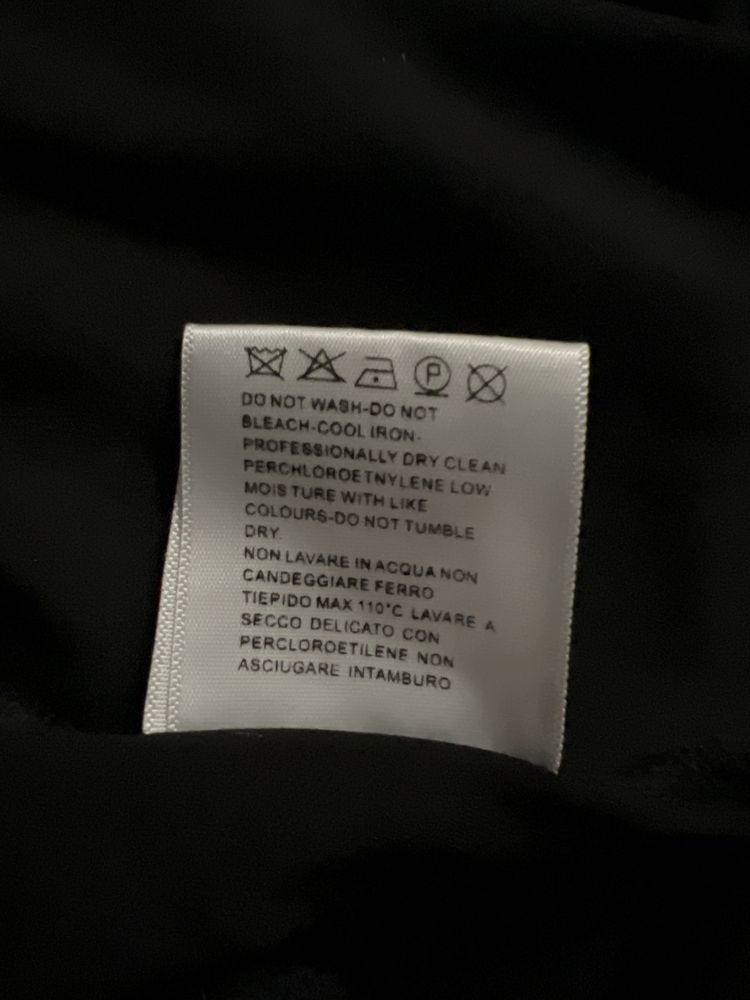 P
DO NOT WASH-DO NOT
BLEACH-COOL IRON-
PROFESSIONALLY DRY CLEAN
PERCHLOROETNYLENE LOW
MOIS TURE WITH LIKE
COLOURS-DO NOT TUMBLE
DRY.
NON LAVARE IN ACQUA NON
CANDEGGIARE FERRO
TIEPIDO MAX 110°C LAVARE A
SECCO DELICATO CON
PERCLOROETILENE NON
ASCIUGARE INTAMBURO